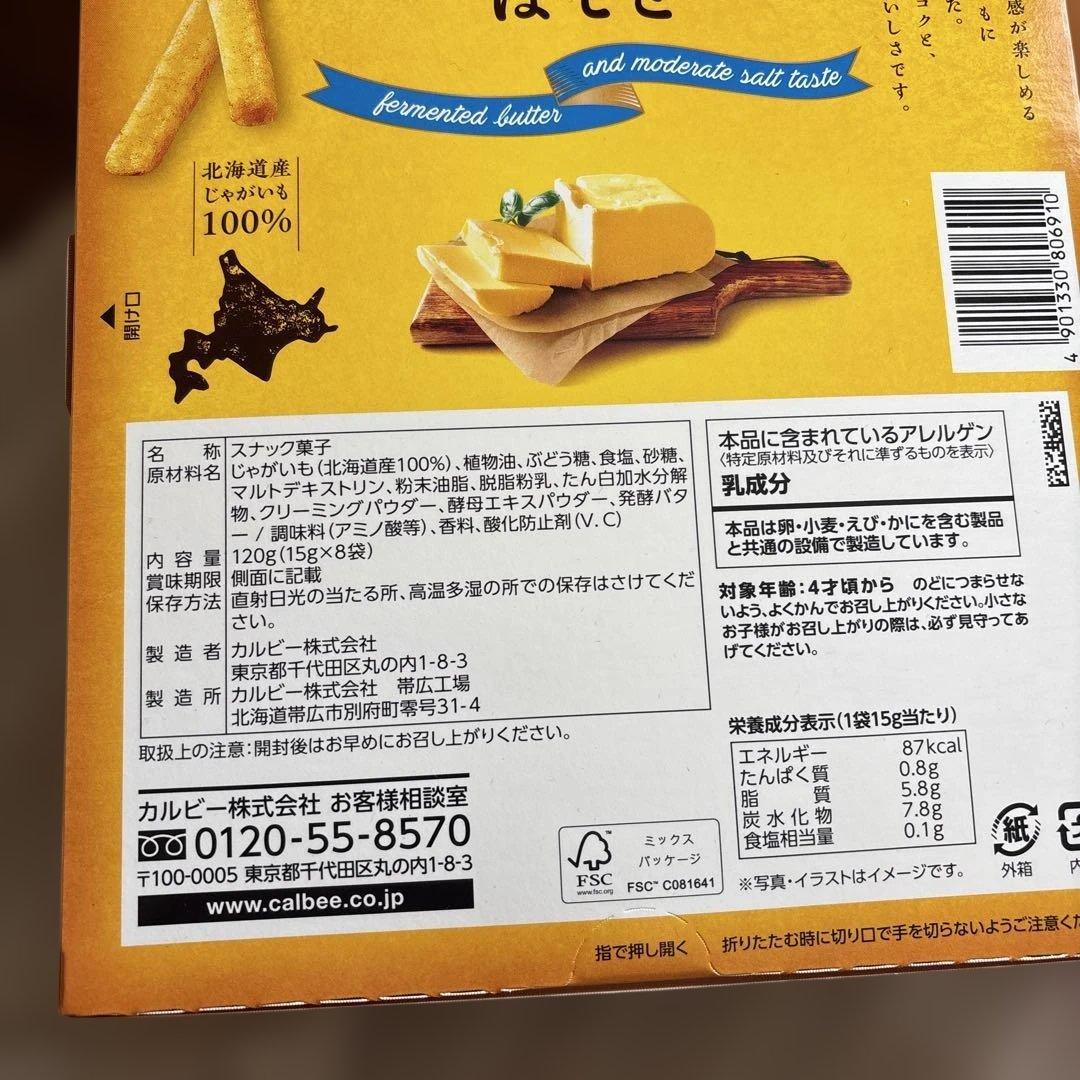 感が楽しめる
もに
た。
コクと、
いしさです。
fermented butter
and moderate salt taste
北海道産
じゃがいも
100%
開け口
4 901330 806910
名 称 スナック菓子
原材料名 じゃがいも(北海道産100%)、植物油、ぶどう糖、食塩、砂糖、
マルトデキストリン、粉末油脂、脱脂粉乳、たん白加水分解
物、クリーミングパウダー、酵母エキスパウダー、発酵バタ
ー / 調味料(アミノ酸等)、香料、酸化防止剤(V.C)
内容量 120g(15g×8袋)
賞味期限 側面に記載
保存方法 直射日光の当たる所、高温多湿の所での保存はさけてくだ
さい。
製造者 カルビー株式会社
東京都千代田区丸の内1-8-3
製造所 カルビー株式会社 帯広工場
北海道帯広市別府町零号31-4
取扱上の注意:開封後はお早めにお召し上がりください。
カルビー株式会社 お客様相談室
0120-55-8570
〒100-0005 東京都千代田区丸の内1-8-3
www.calbee.co.jp
本品に含まれているアレルゲン
〈特定原材料及びそれに準ずるものを表示〉
乳成分
本品は卵・小麦・えび・かにを含む製品
と共通の設備で製造しています。
対象年齢:4才頃から のどにつまらせな
いよう、よくかんでお召し上がりください。小さな
お子様がお召し上がりの際は、必ず見守ってあ
げてください。
栄養成分表示(1袋15g当たり)
エネルギー 87kcal
たんぱく質 0.8g
脂質 5.8g
炭水化物 7.8g
食塩相当量 0.1g
※写真・イラストはイメージです。
FSC
www.fsc.org
ミックス
パッケージ
FSC™ C081641
紙
外箱
指で押し開く
折りたたむ時に切り口で手を切らないようご注意くだ